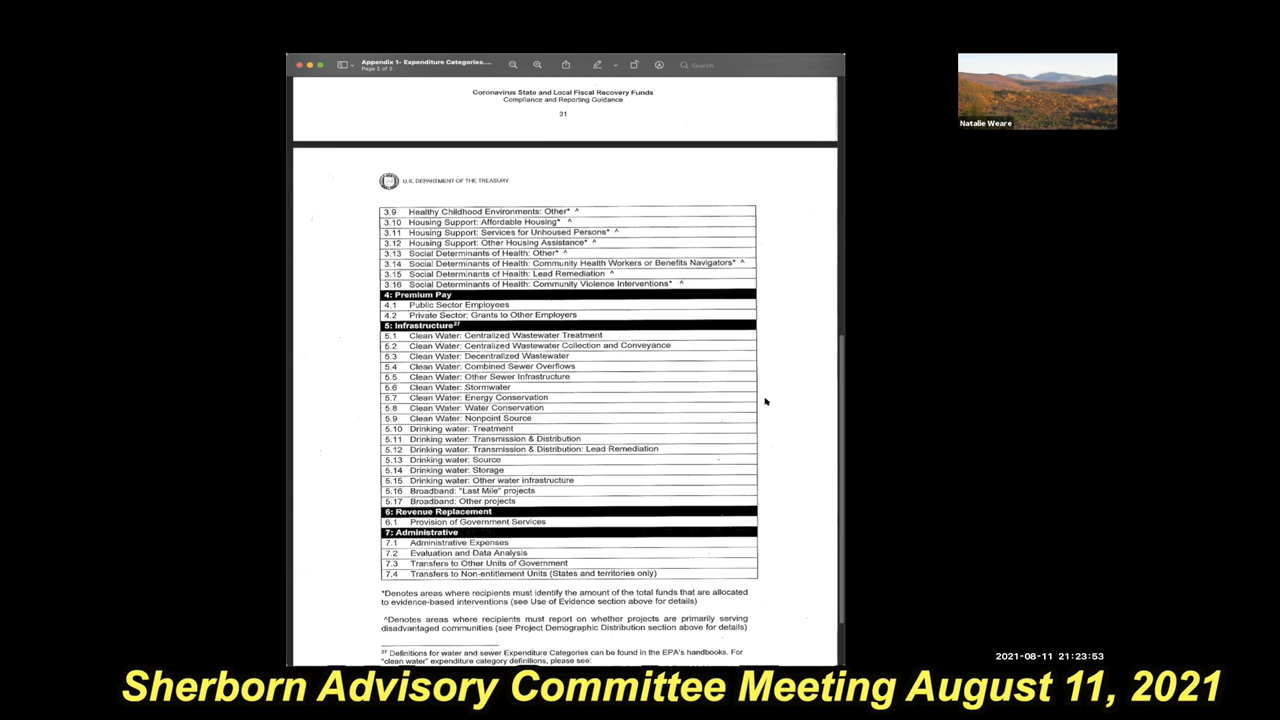 Appendix 1- Expenditure Categories....
Page 2 of 3
Search
Coronavirus State and Local Fiscal Recovery Funds
Compliance and Reporting Guidance
31
Natalie Weare
U.S. DEPARTMENT OF THE TREASURY
3.9 Healthy Childhood Environments: Other* ^
3.10 Housing Support: Affordable Housing* ^
3.11 Housing Support: Services for Unhoused Persons* ^
3.12 Housing Support: Other Housing Assistance* ^
3.13 Social Determinants of Health: Other* ^
3.14 Social Determinants of Health: Community Health Workers or Benefits Navigators* ^
3.15 Social Determinants of Health: Lead Remediation ^
3.16 Social Determinants of Health: Community Violence Interventions* ^
4: Premium Pay
4.1 Public Sector Employees
4.2 Private Sector: Grants to Other Employers
5: Infrastructure27
5.1 Clean Water: Centralized Wastewater Treatment
5.2 Clean Water: Centralized Wastewater Collection and Conveyance
5.3 Clean Water: Decentralized Wastewater
5.4 Clean Water: Combined Sewer Overflows
5.5 Clean Water: Other Sewer Infrastructure
5.6 Clean Water: Stormwater
5.7 Clean Water: Energy Conservation
5.8 Clean Water: Water Conservation
5.9 Clean Water: Nonpoint Source
5.10 Drinking water: Treatment
5.11 Drinking water: Transmission & Distribution
5.12 Drinking water: Transmission & Distribution: Lead Remediation
5.13 Drinking water: Source
5.14 Drinking water: Storage
5.15 Drinking water: Other water infrastructure
5.16 Broadband: "Last Mile" projects
5.17 Broadband: Other projects
6: Revenue Replacement
6.1 Provision of Government Services
7: Administrative
7.1 Administrative Expenses
7.2 Evaluation and Data Analysis
7.3 Transfers to Other Units of Government
7.4 Transfers to Non-entitlement Units (States and territories only)
*Denotes areas where recipients must identify the amount of the total funds that are allocated
to evidence-based interventions (see Use of Evidence section above for details)
^Denotes areas where recipients must report on whether projects are primarily serving
disadvantaged communities (see Project Demographic Distribution section above for details)
27 Definitions for water and sewer Expenditure Categories can be found in the EPA's handbooks. For
"clean water" expenditure category definitions, please see:
2021-08-11 21:23:53
Sherborn Advisory Committee Meeting August 11, 2021